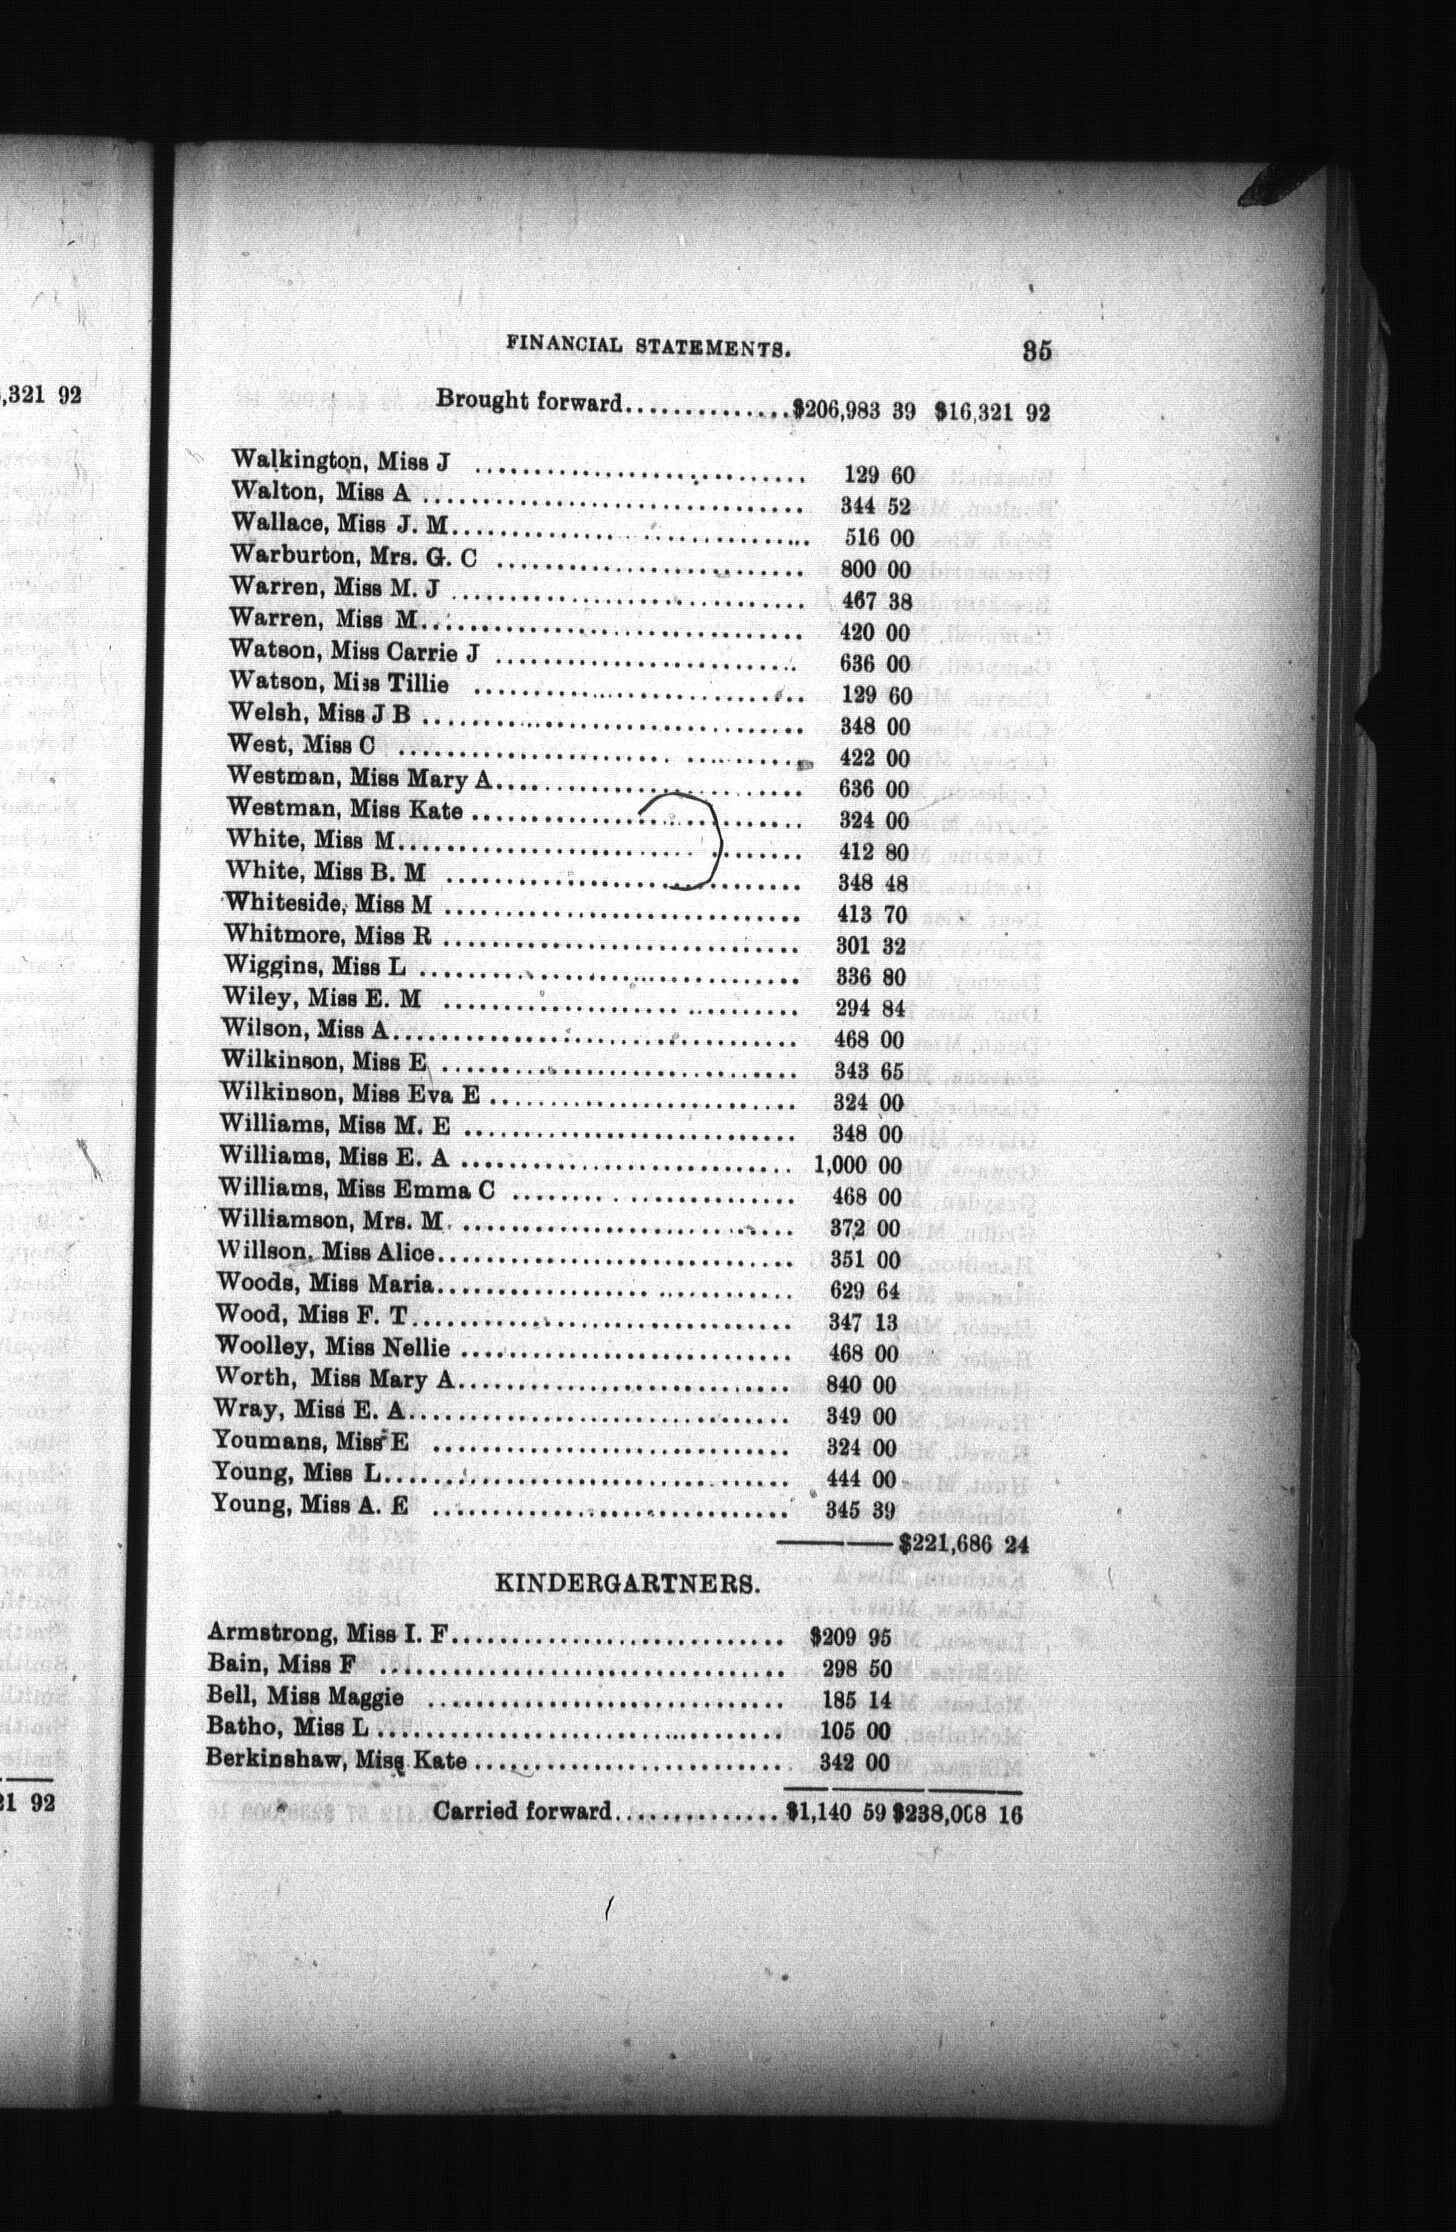 FINANCIAL STATEMENTS. 35
,321 92
Brought forward..............$206,983 39 $16,321 92
Walkington, Miss J ............................ 129 60
Walton, Miss A ................................ 344 52
Wallace, Miss J. M............................. 516 00
Warburton, Mrs. G. C .......................... 800 00
Warren, Miss M. J ............................. 467 38
Warren, Miss M................................. 420 00
Watson, Miss Carrie J ......................... 636 00
Watson, Miss Tillie ........................... 129 60
Welsh, Miss J B ............................... 348 00
West, Miss C .................................. 422 00
Westman, Miss Mary A........................... 636 00
Westman, Miss Kate ............................ 324 00
White, Miss M.................................. 412 80
White, Miss B. M .............................. 348 48
Whiteside, Miss M ............................. 413 70
Whitmore, Miss R .............................. 301 32
Wiggins, Miss L ............................... 336 80
Wiley, Miss E. M .............................. 294 84
Wilson, Miss A................................. 468 00
Wilkinson, Miss E ............................. 343 65
Wilkinson, Miss Eva E ......................... 324 00
Williams, Miss M. E ........................... 348 00
Williams, Miss E. A ........................... 1,000 00
Williams, Miss Emma C ......................... 468 00
Williamson, Mrs. M ............................ 372 00
Willson, Miss Alice............................ 351 00
Woods, Miss Maria.............................. 629 64
Wood, Miss F. T................................ 347 13
Woolley, Miss Nellie .......................... 468 00
Worth, Miss Mary A............................. 840 00
Wray, Miss E. A................................ 349 00
Youmans, Miss E ............................... 324 00
Young, Miss L.................................. 444 00
Young, Miss A. E .............................. 345 39
$221,686 24
KINDERGARTNERS.
Armstrong, Miss I. F........................... $209 95
Bain, Miss F .................................. 298 50
Bell, Miss Maggie ............................. 185 14
Batho, Miss L ................................. 105 00
Berkinshaw, Miss Kate ......................... 342 00
21 92
Carried forward.............. $1,140 59 $238,008 16